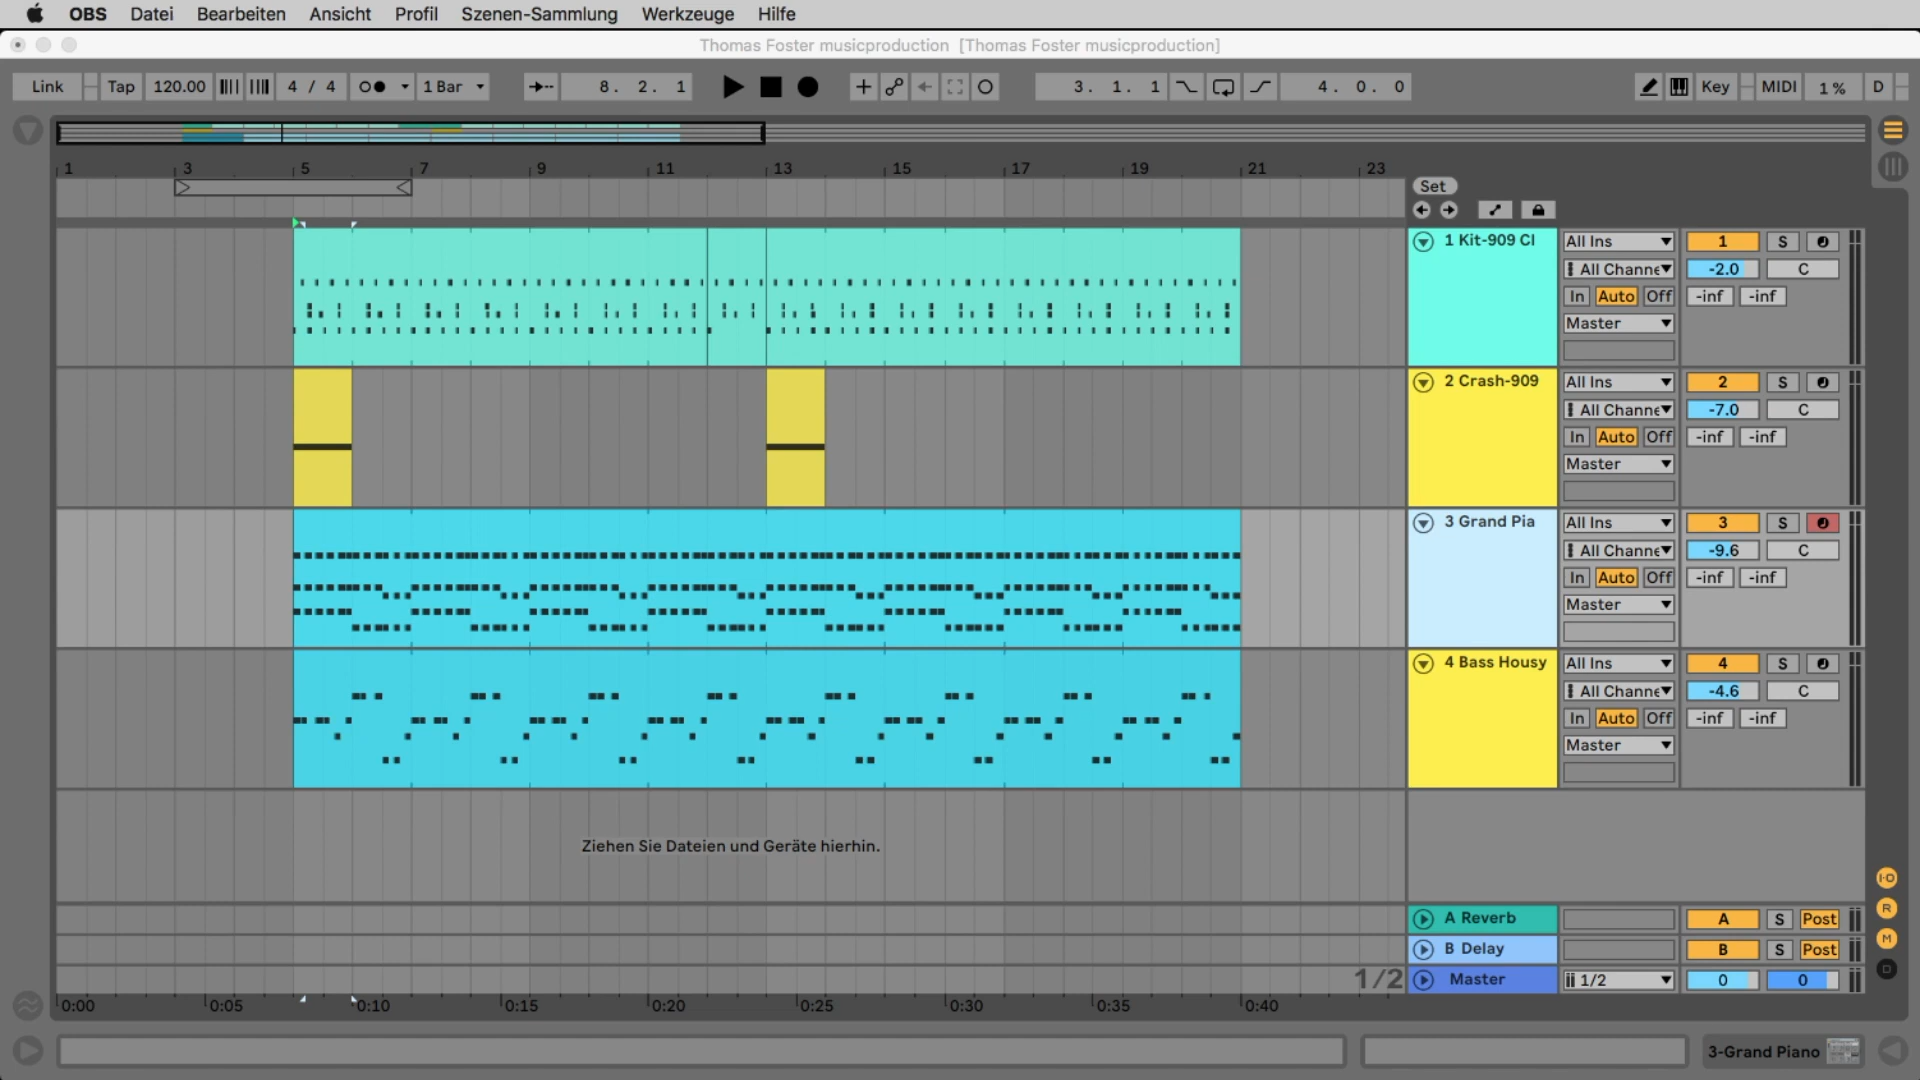 OBS Datei Bearbeiten Ansicht Profil Szenen-Sammlung Werkzeuge Hilfe
Thomas Foster musicproduction [Thomas Foster musicproduction]
Link Tap 120.00 4 / 4 1 Bar 8. 2. 1 3. 1. 1 4. 0. 0 Key MIDI 1 % D
1 3 5 7 9 11 13 15 17 19 21 23
Set
1 Kit-909 Cl All Ins 1 S
All Channe -2.0 C
In Auto Off -inf -inf
Master
2 Crash-909 All Ins 2 S
All Channe -7.0 C
In Auto Off -inf -inf
Master
3 Grand Pia All Ins 3 S
All Channe -9.6 C
In Auto Off -inf -inf
Master
4 Bass Housy All Ins 4 S
All Channe -4.6 C
In Auto Off -inf -inf
Master
Ziehen Sie Dateien und Geräte hierhin.
I·O
R
A Reverb A S Post
M
B Delay B S Post
D
1/2 Master 1/2 0 0
0:00 0:05 0:10 0:15 0:20 0:25 0:30 0:35 0:40
3-Grand Piano